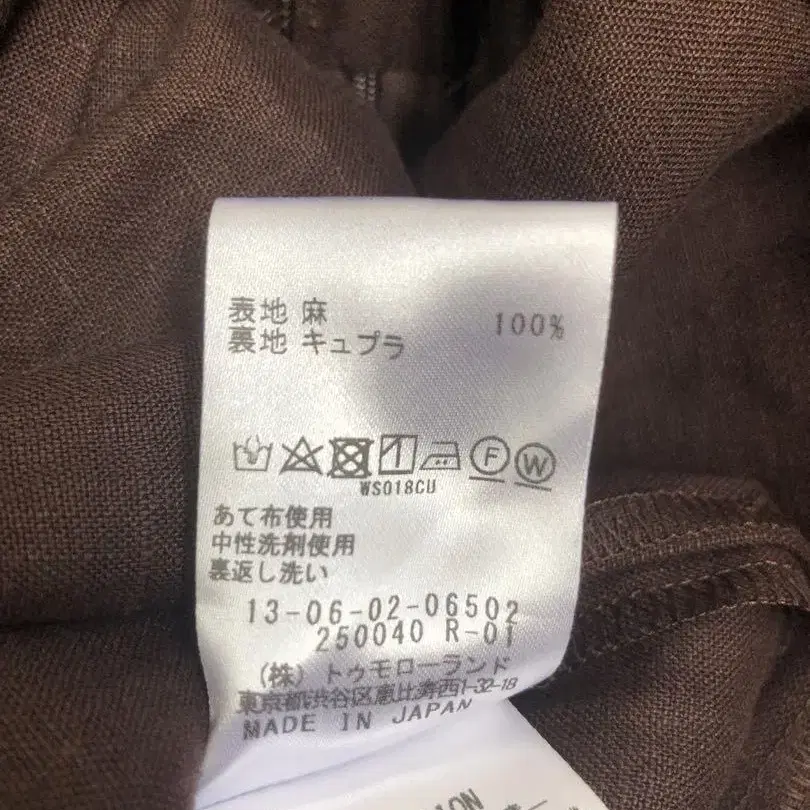 表地 麻 100%
裏地 キュプラ
F W
WS018CU
あて布使用
中性洗剤使用
裏返し洗い
13-06-02-06502
250040 R-01
(株) トゥモローランド
東京都渋谷区恵比寿西1-32-18
MADE IN JAPAN